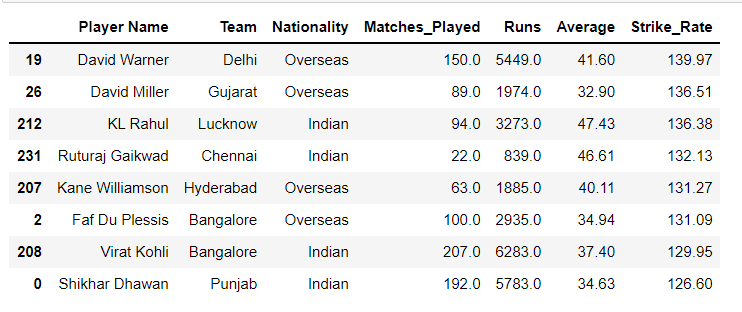 Player Name Team Nationality Matches_Played Runs Average Strike_Rate
19 David Warner Delhi Overseas 150.0 5449.0 41.60 139.97
26 David Miller Gujarat Overseas 89.0 1974.0 32.90 136.51
212 KL Rahul Lucknow Indian 94.0 3273.0 47.43 136.38
231 Ruturaj Gaikwad Chennai Indian 22.0 839.0 46.61 132.13
207 Kane Williamson Hyderabad Overseas 63.0 1885.0 40.11 131.27
2 Faf Du Plessis Bangalore Overseas 100.0 2935.0 34.94 131.09
208 Virat Kohli Bangalore Indian 207.0 6283.0 37.40 129.95
0 Shikhar Dhawan Punjab Indian 192.0 5783.0 34.63 126.60